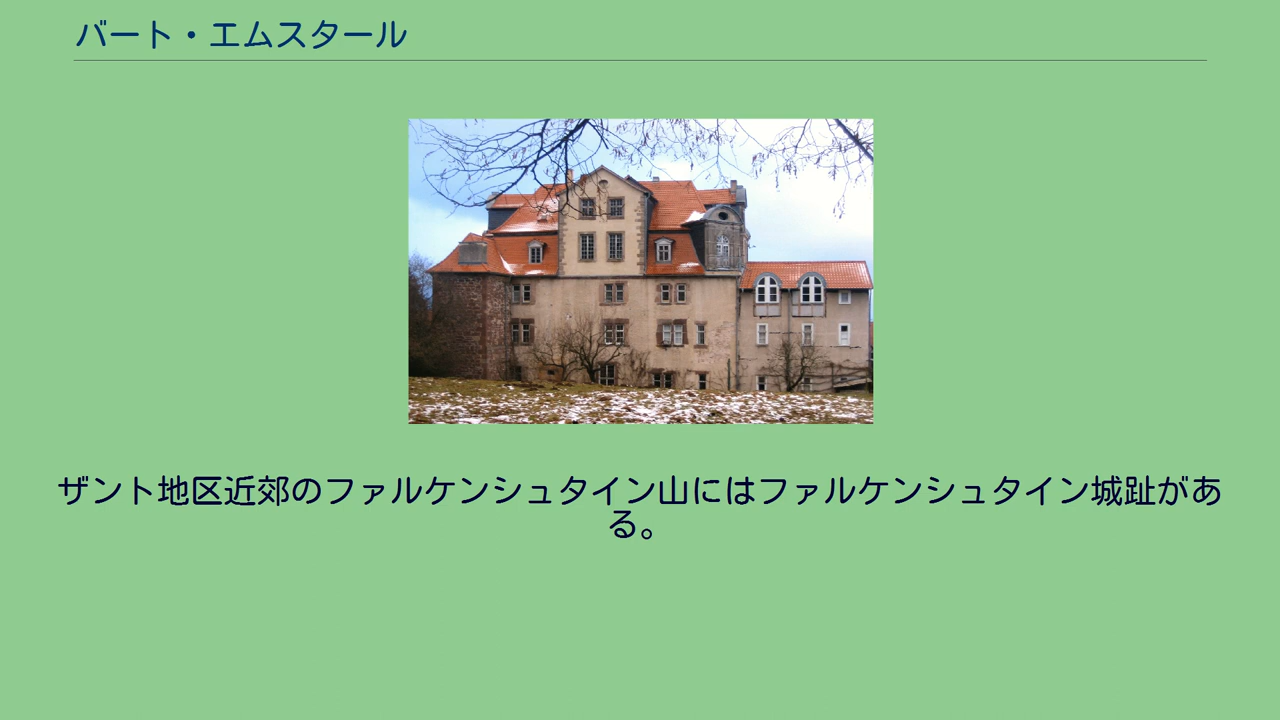 バート・エムスタール
ザント地区近郊のファルケンシュタイン山にはファルケンシュタイン城趾があ
る。